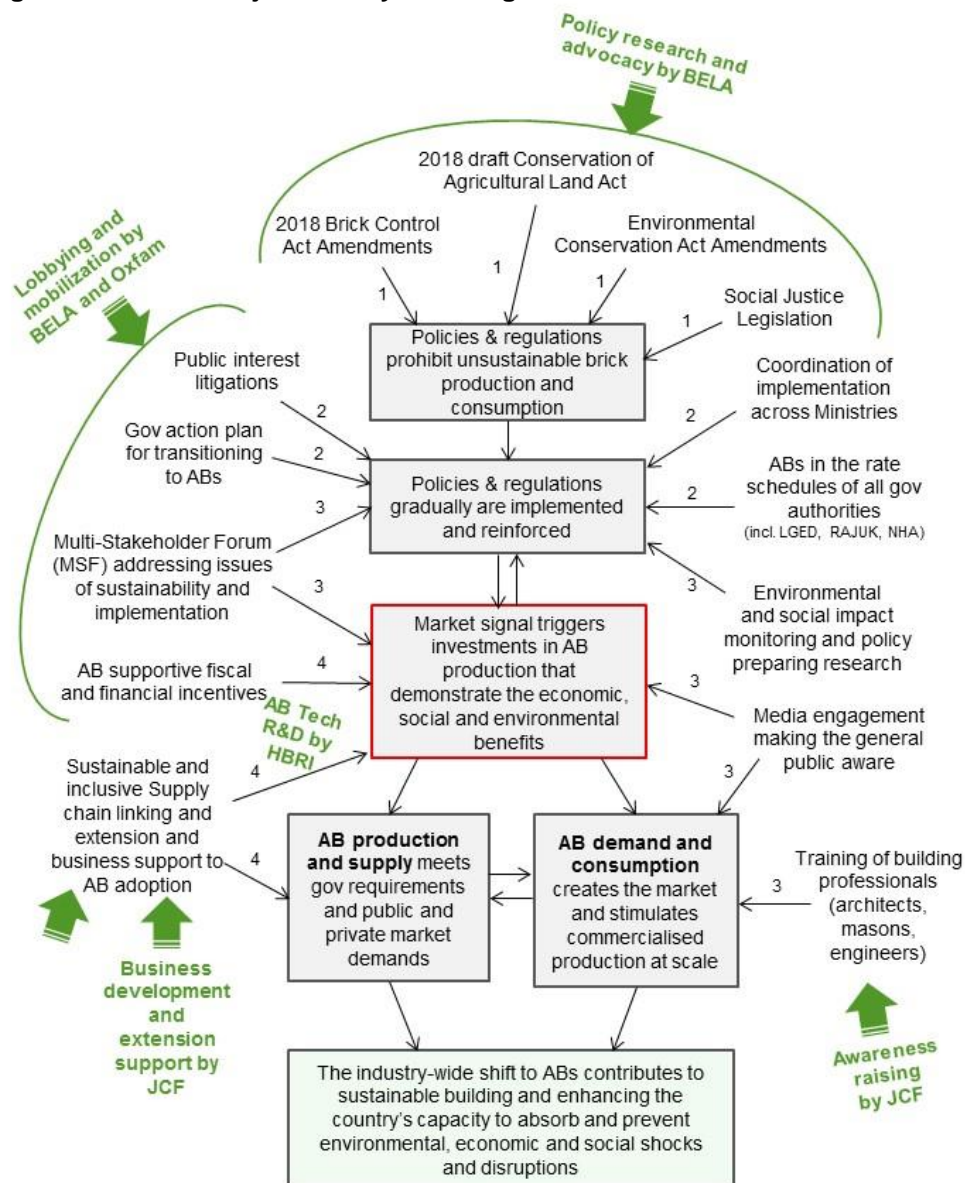 Policy research and
advocacy by BELA
2018 draft Conservation of
Agricultural Land Act
2018 Brick Control
Act Amendments
Environmental
Conservation Act Amendments
Lobbying and
mobilization by
BELA and Oxfam
1
1
1
Social Justice
Legislation
1
Policies & regulations
prohibit unsustainable brick
production and
consumption
Public interest
litigations
2
Coordination of
implementation
across Ministries
2
Gov action plan
for transitioning
to ABs
2
Policies & regulations
gradually are implemented
and reinforced
2
ABs in the rate
schedules of all gov
authorities
(incl. LGED, RAJUK, NHA)
3
Multi-Stakeholder Forum
(MSF) addressing issues
of sustainability and
implementation
3
3
Environmental
and social impact
monitoring and policy
preparing research
Market signal triggers
investments in AB
production that
demonstrate the economic,
social and environmental
benefits
AB supportive fiscal
and financial incentives
4
3
Media engagement
making the general
public aware
3
AB Tech
R&D by
HBRI
Sustainable and
inclusive Supply
chain linking and
extension and
business support to
AB adoption
4
4
AB production
and supply meets
gov requirements
and public and
private market
demands
AB demand and
consumption
creates the market
and stimulates
commercialised
production at scale
3
Training of building
professionals
(architects,
masons,
engineers)
Business
development
and
extension
support by
JCF
Awareness
raising
by JCF
The industry-wide shift to ABs contributes to
sustainable building and enhancing the
country's capacity to absorb and prevent
environmental, economic and social shocks
and disruptions